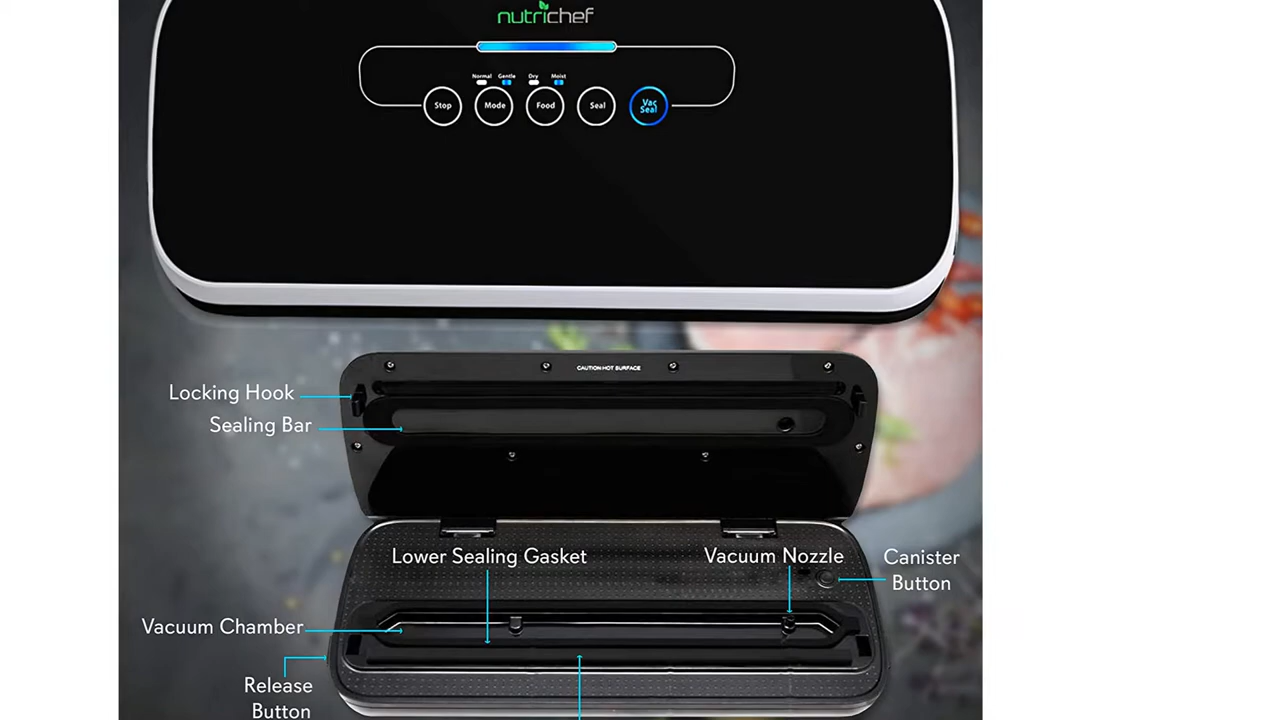 nutrichef
Normal Gentle Dry Moist
Stop Mode Food Seal Vac
Seal
CAUTION HOT SURFACE
Locking Hook
Sealing Bar
Lower Sealing Gasket
Vacuum Nozzle
Canister
Button
Vacuum Chamber
Release
Button